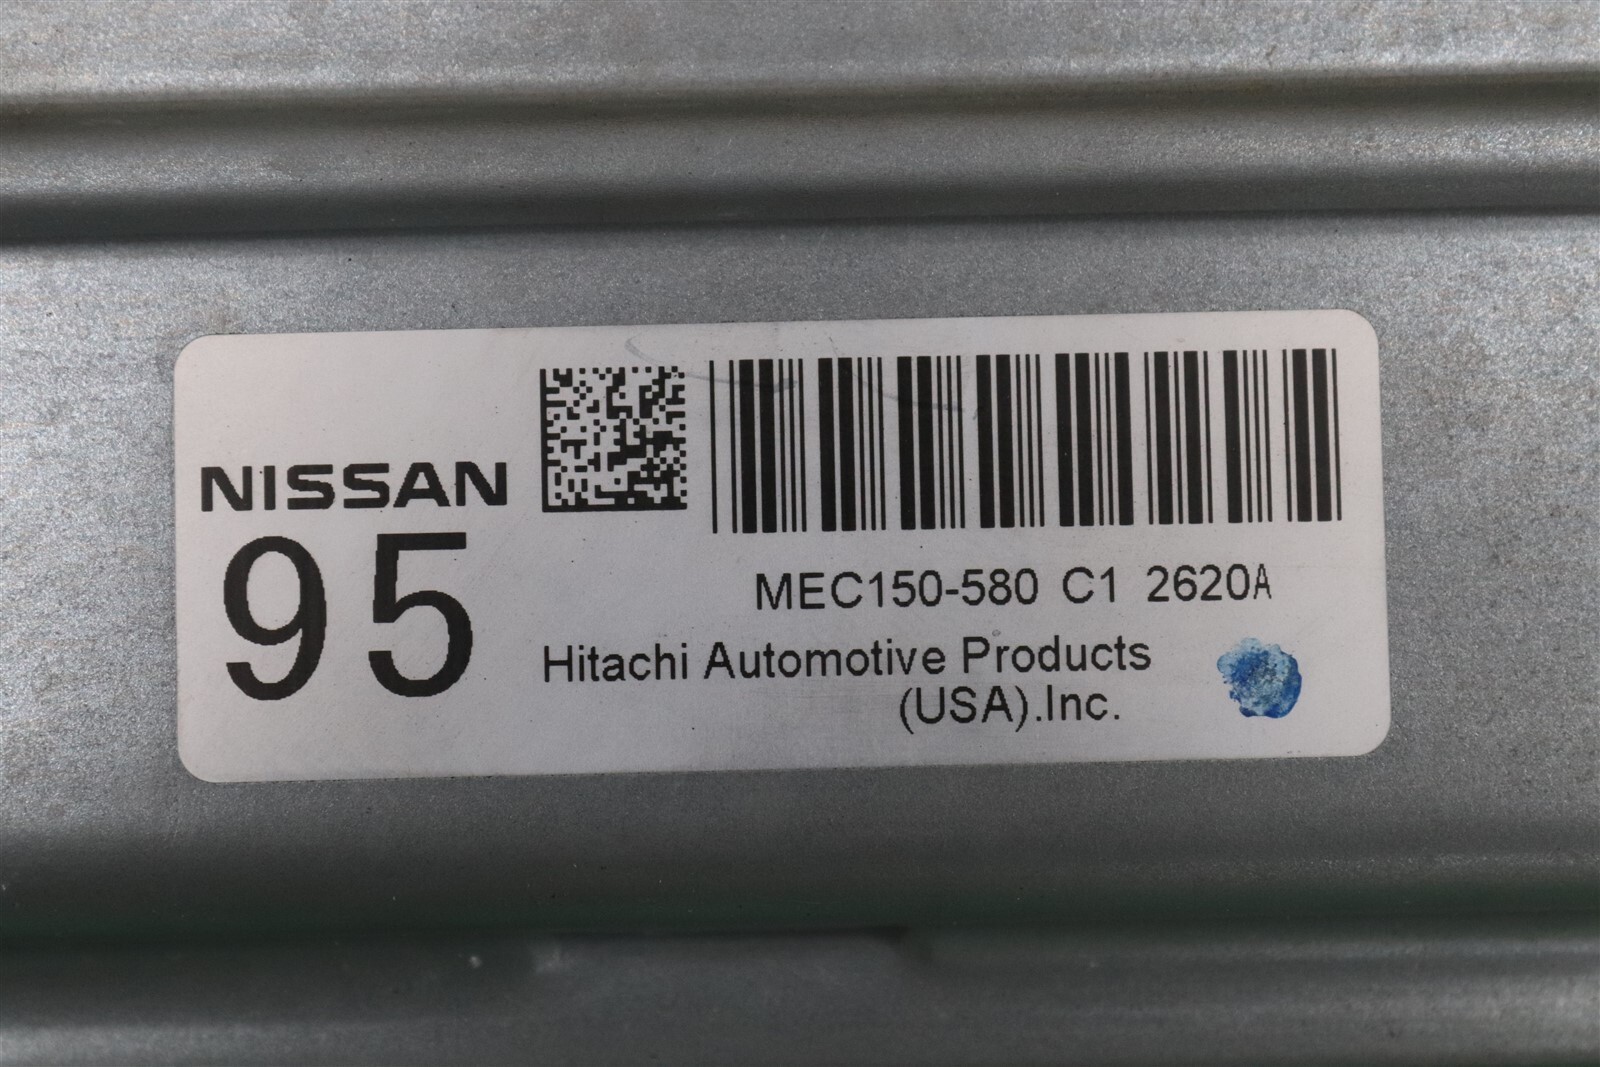 NISSAN
95
MEC150-580 C1 2620A
Hitachi Automotive Products
(USA).Inc.